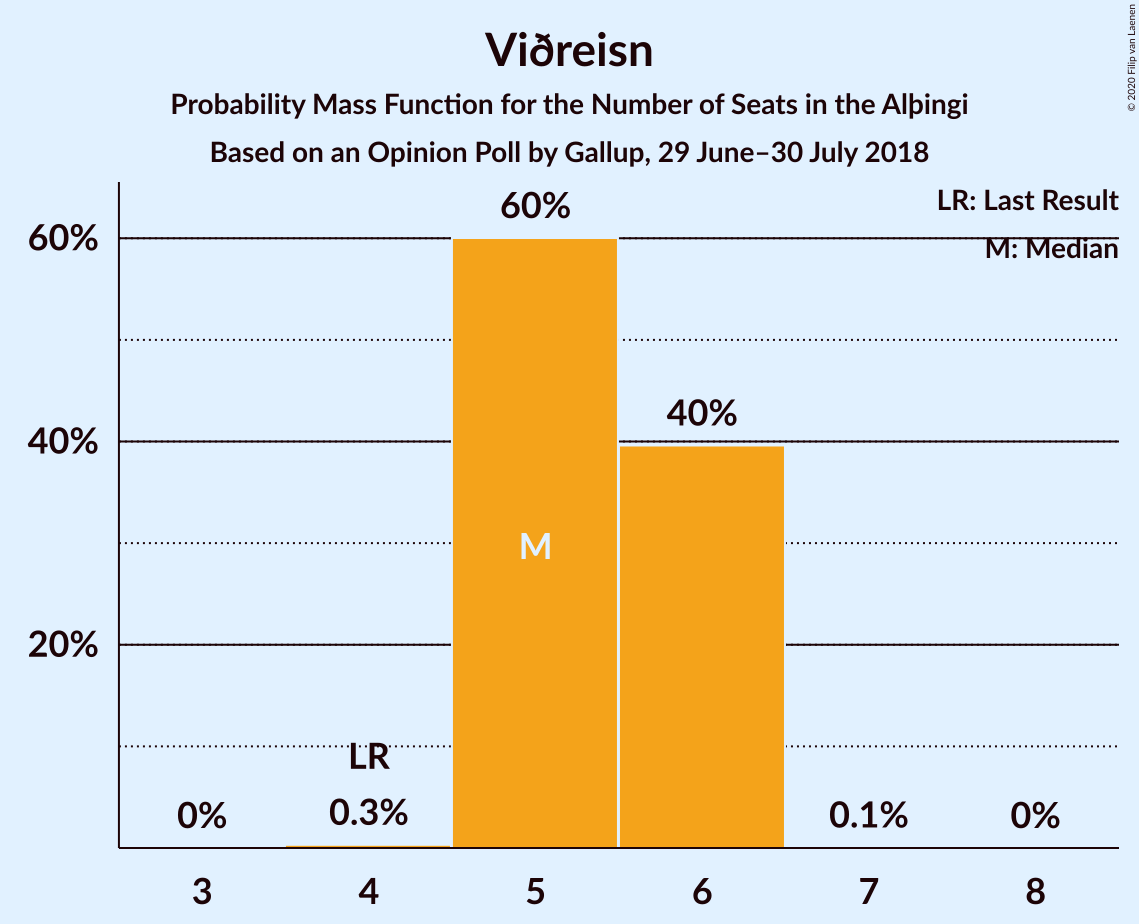 Viðreisn
Probability Mass Function for the Number of Seats in the Alþingi
Based on an Opinion Poll by Gallup, 29 June–30 July 2018
© 2020 Filip van Laenen
LR: Last Result
M: Median
60%
40%
20%
0%
LR
0.3%
60%
M
40%
0.1%
0%
3 4 5 6 7 8